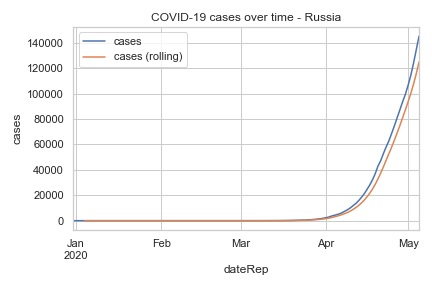 COVID-19 cases over time - Russia
cases
cases (rolling)
140000
120000
100000
80000
60000
40000
20000
0
cases
Jan Feb Mar Apr May
2020
dateRep